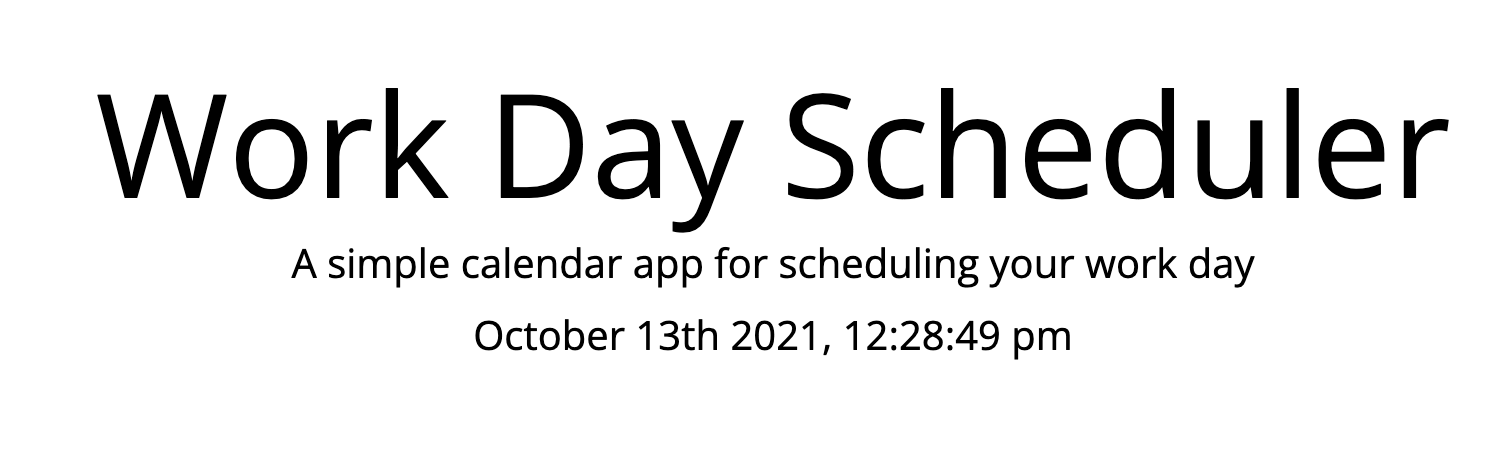 Work Day Scheduler
A simple calendar app for scheduling your work day
October 13th 2021, 12:28:49 pm